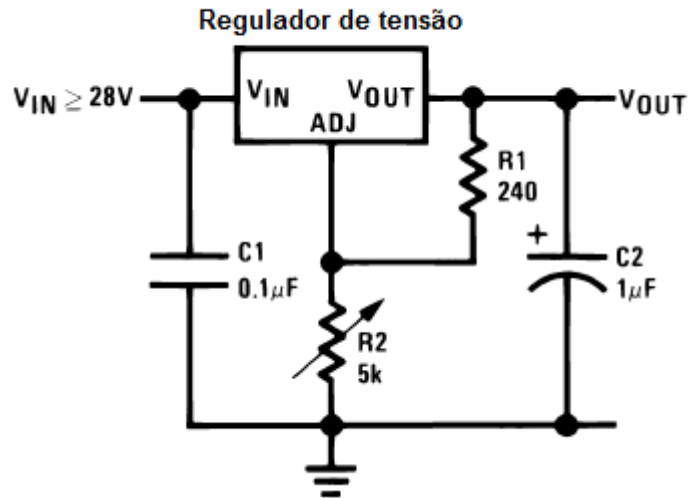 Regulador de tensão
VIN ≥ 28V
VIN
VOUT
ADJ
VOUT
R1
240
C1
0.1µF
R2
5k
+
C2
1µF